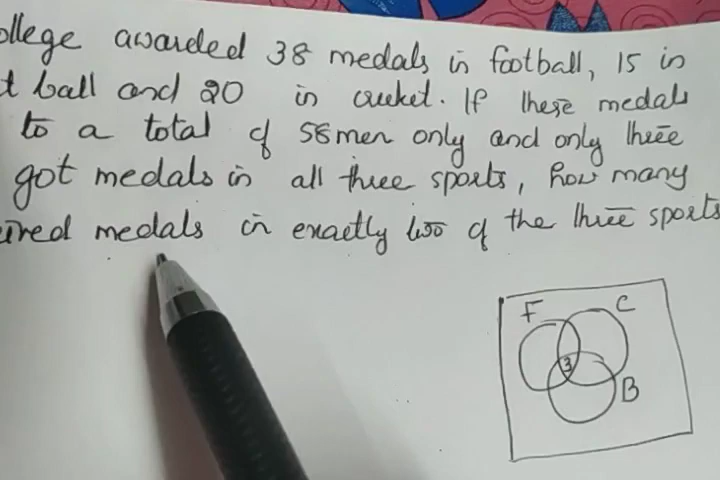 ollege awarded 38 medals in football, 15 in
t ball and 20 in cricket. If these medals
to a total of 58 men only and only three
got medals in all three sports, how many
ired medals in exactly two of the three sports
F C
3
B